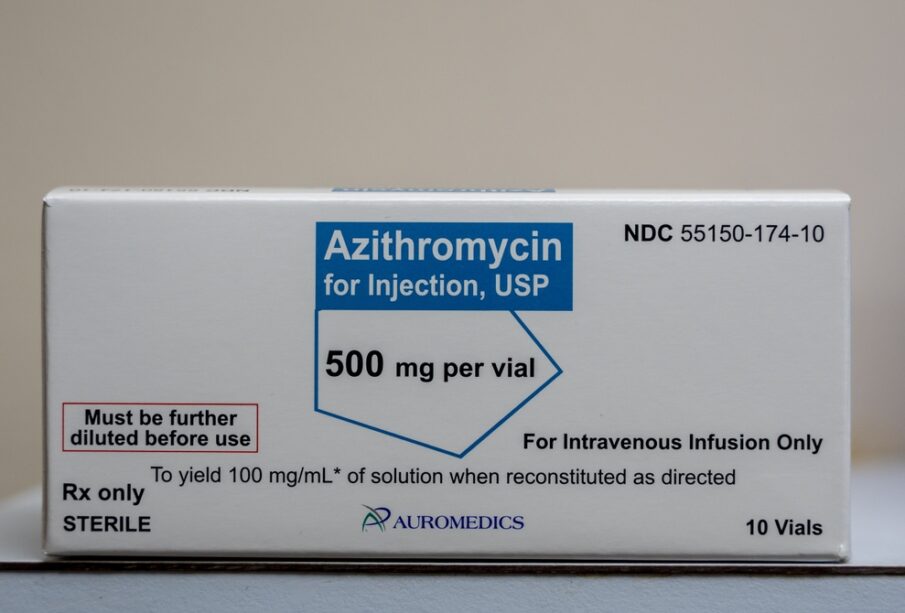 Azithromycin
for Injection, USP
NDC 55150-174-10
500 mg per vial
Must be further
diluted before use
For Intravenous Infusion Only
To yield 100 mg/mL* of solution when reconstituted as directed
Rx only
STERILE
AUROMEDICS
10 Vials